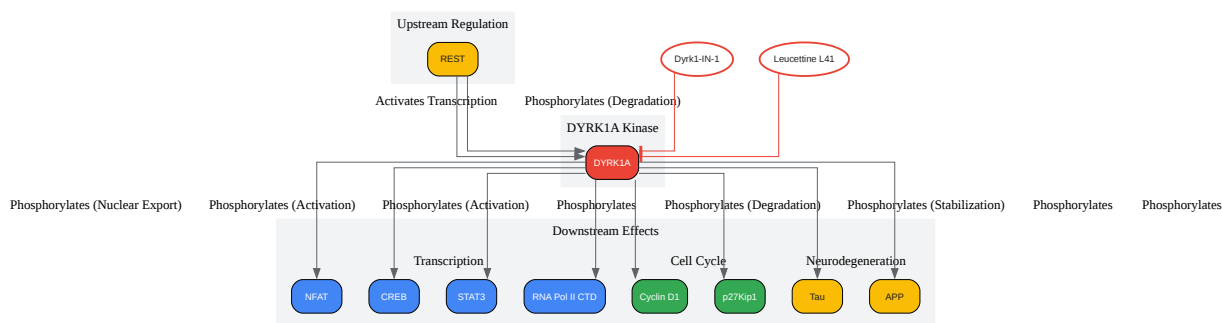 Upstream Regulation
REST
Dyrk1-IN-1
Leucettine L41
Activates Transcription
Phosphorylates (Degradation)
DYRK1A Kinase
DYRK1A
Phosphorylates (Nuclear Export)
Phosphorylates (Activation)
Phosphorylates (Activation)
Phosphorylates
Phosphorylates (Degradation)
Phosphorylates (Stabilization)
Phosphorylates
Phosphorylates
Downstream Effects
Transcription
Cell Cycle
Neurodegeneration
NFAT
CREB
STAT3
RNA Pol II CTD
Cyclin D1
p27Kip1
Tau
APP